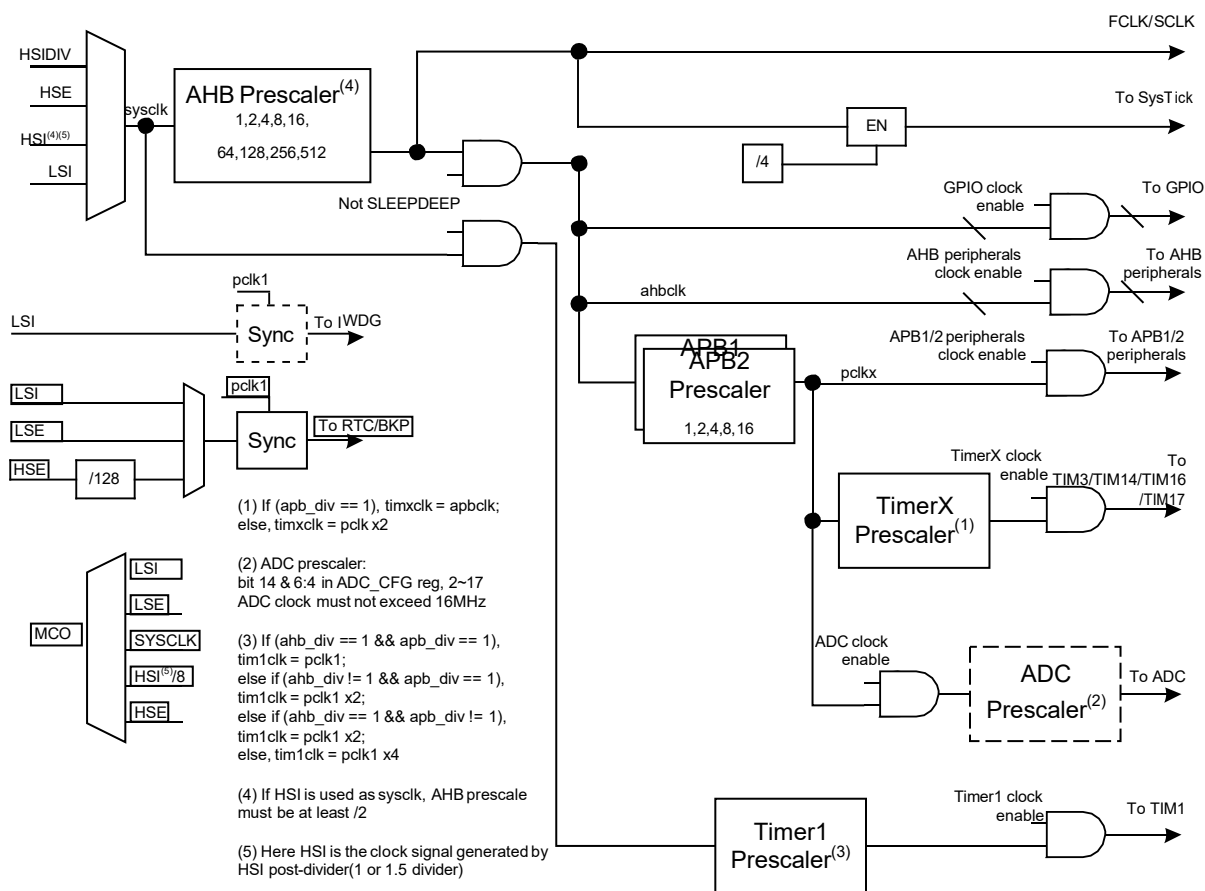 FCLK/SCLK
HSIDIV
HSE
sysclk
HSI(4)(5)
LSI
AHB Prescaler(4)
1,2,4,8,16,
64,128,256,512
To SysTick
EN
/4
Not SLEEPDEEP
GPIO clock
enable
To GPIO
AHB peripherals
clock enable
To AHB
peripherals
ahbclk
pclk1
LSI
Sync
To IWDG
APB1/2 peripherals
clock enable
To APB1/2
peripherals
APB1
APB2
Prescaler
1,2,4,8,16
pclkx
LSI
LSE
HSE
/128
pclk1
Sync
To RTC/BKP
TimerX clock
enable
To
TIM3/TIM14/TIM16
/TIM17
TimerX
Prescaler(1)
(1) If (apb_div == 1), timxclk = apbclk;
else, timxclk = pclk x2
(2) ADC prescaler:
bit 14 & 6:4 in ADC_CFG reg, 2~17
ADC clock must not exceed 16MHz
(3) If (ahb_div == 1 && apb_div == 1),
tim1clk = pclk1;
else if (ahb_div != 1 && apb_div == 1),
tim1clk = pclk1 x2;
else if (ahb_div == 1 && apb_div != 1),
tim1clk = pclk1 x2;
else, tim1clk = pclk1 x4
(4) If HSI is used as sysclk, AHB prescale
must be at least /2
(5) Here HSI is the clock signal generated by
HSI post-divider(1 or 1.5 divider)
MCO
LSI
LSE
SYSCLK
HSI(5)/8
HSE
ADC clock
enable
ADC
Prescaler(2)
To ADC
Timer1
Prescaler(3)
Timer1 clock
enable
To TIM1